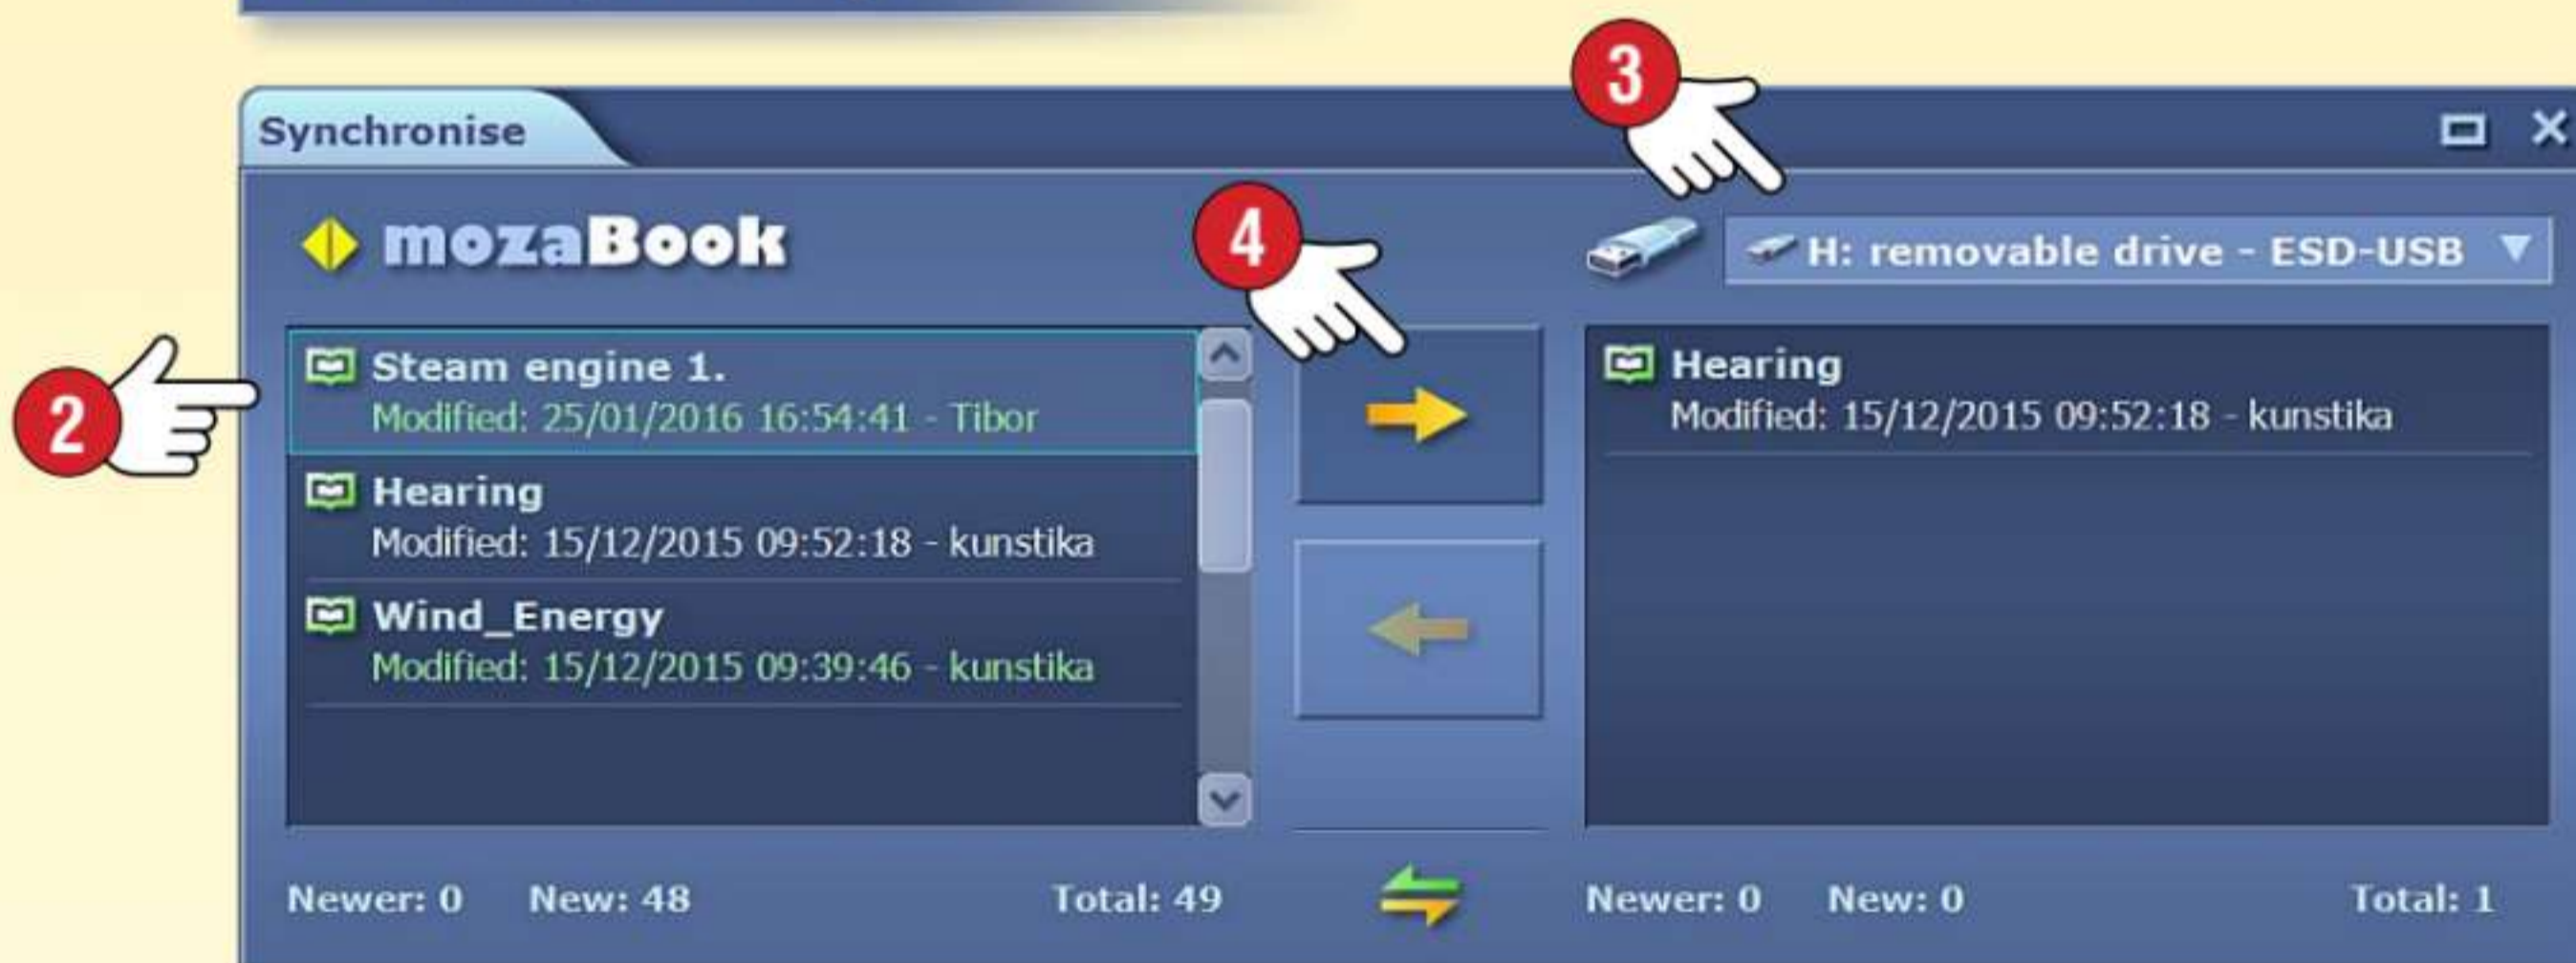 3
Synchronise
mozaBook
4
H: removable drive - ESD-USB
2
Steam engine 1.
Modified: 25/01/2016 16:54:41 - Tibor
Hearing
Modified: 15/12/2015 09:52:18 - kunstika
Wind_Energy
Modified: 15/12/2015 09:39:46 - kunstika
Newer: 0 New: 48 Total: 49
Hearing
Modified: 15/12/2015 09:52:18 - kunstika
Newer: 0 New: 0 Total: 1